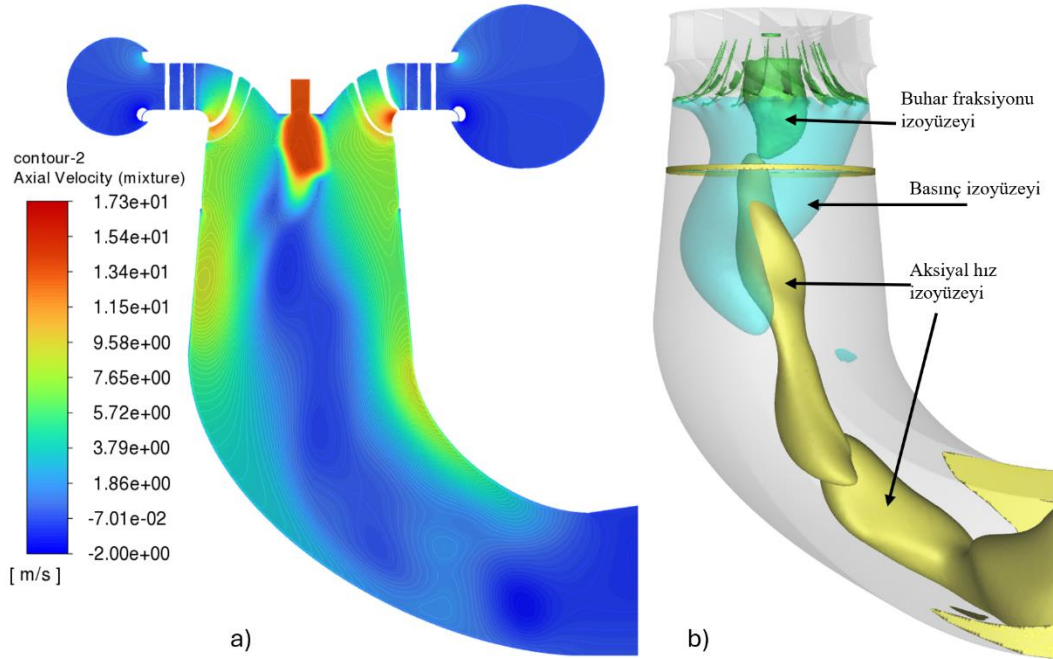 contour-2
Axial Velocity (mixture)
1.73e+01
1.54e+01
1.34e+01
1.15e+01
9.58e+00
7.65e+00
5.72e+00
3.79e+00
1.86e+00
-7.01e-02
-2.00e+00
[ m/s ]
a)
Buhar fraksiyonu
izoyüzeyi
Basınç izoyüzeyi
Aksiyal hız
izoyüzeyi
b)